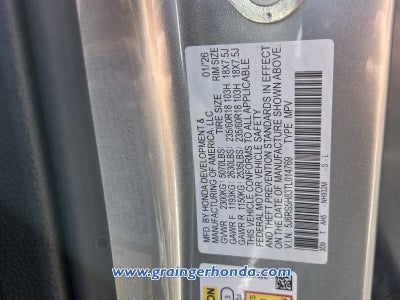 MFD. BY HONDA DEVELOPMENT & 01/26
MANUFACTURING OF AMERICA, LLC
TIRE SIZE RIM SIZE
GVWR 2300KG( 5070LBS)
GAWR F 1193KG( 2630LBS) 235/60R18 103H 18X7.5J
GAWR R 1150KG( 2535LBS) 235/60R18 103H 18X7.5J
THIS VEHICLE CONFORMS TO ALL APPLICABLE
FEDERAL MOTOR VEHICLE SAFETY
AND THEFT PREVENTION STANDARDS IN EFFECT
ON THE DATE OF MANUFACTURE SHOWN ABOVE.
V.I.N. TYPE MPV
www.graingerhonda.com